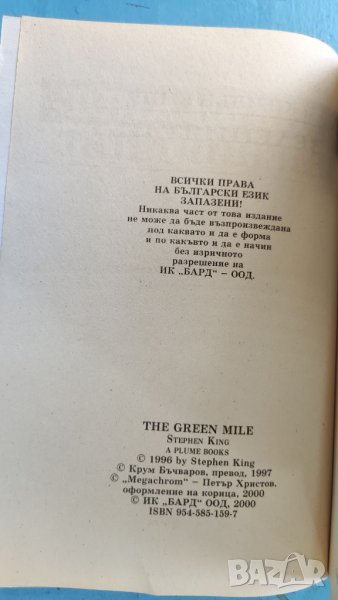 ВСИЧКИ ПРАВА
НА БЪЛГАРСКИ ЕЗИК
ЗАПАЗЕНИ!
Никаква част от това издание
не може да бъде възпроизвеждана
под каквато и да е форма
и по какъвто и да е начин
без изричното
разрешение на
ИК „БАРД“ – ООД.
THE GREEN MILE
STEPHEN KING
A PLUME BOOKS
© 1996 by Stephen King
© Крум Бъчваров, превод, 1997
© „Megachrom“ – Петър Христов,
оформление на корица, 2000
© ИК „БАРД“ ООД, 2000
ISBN 954-585-159-7
BAZAR